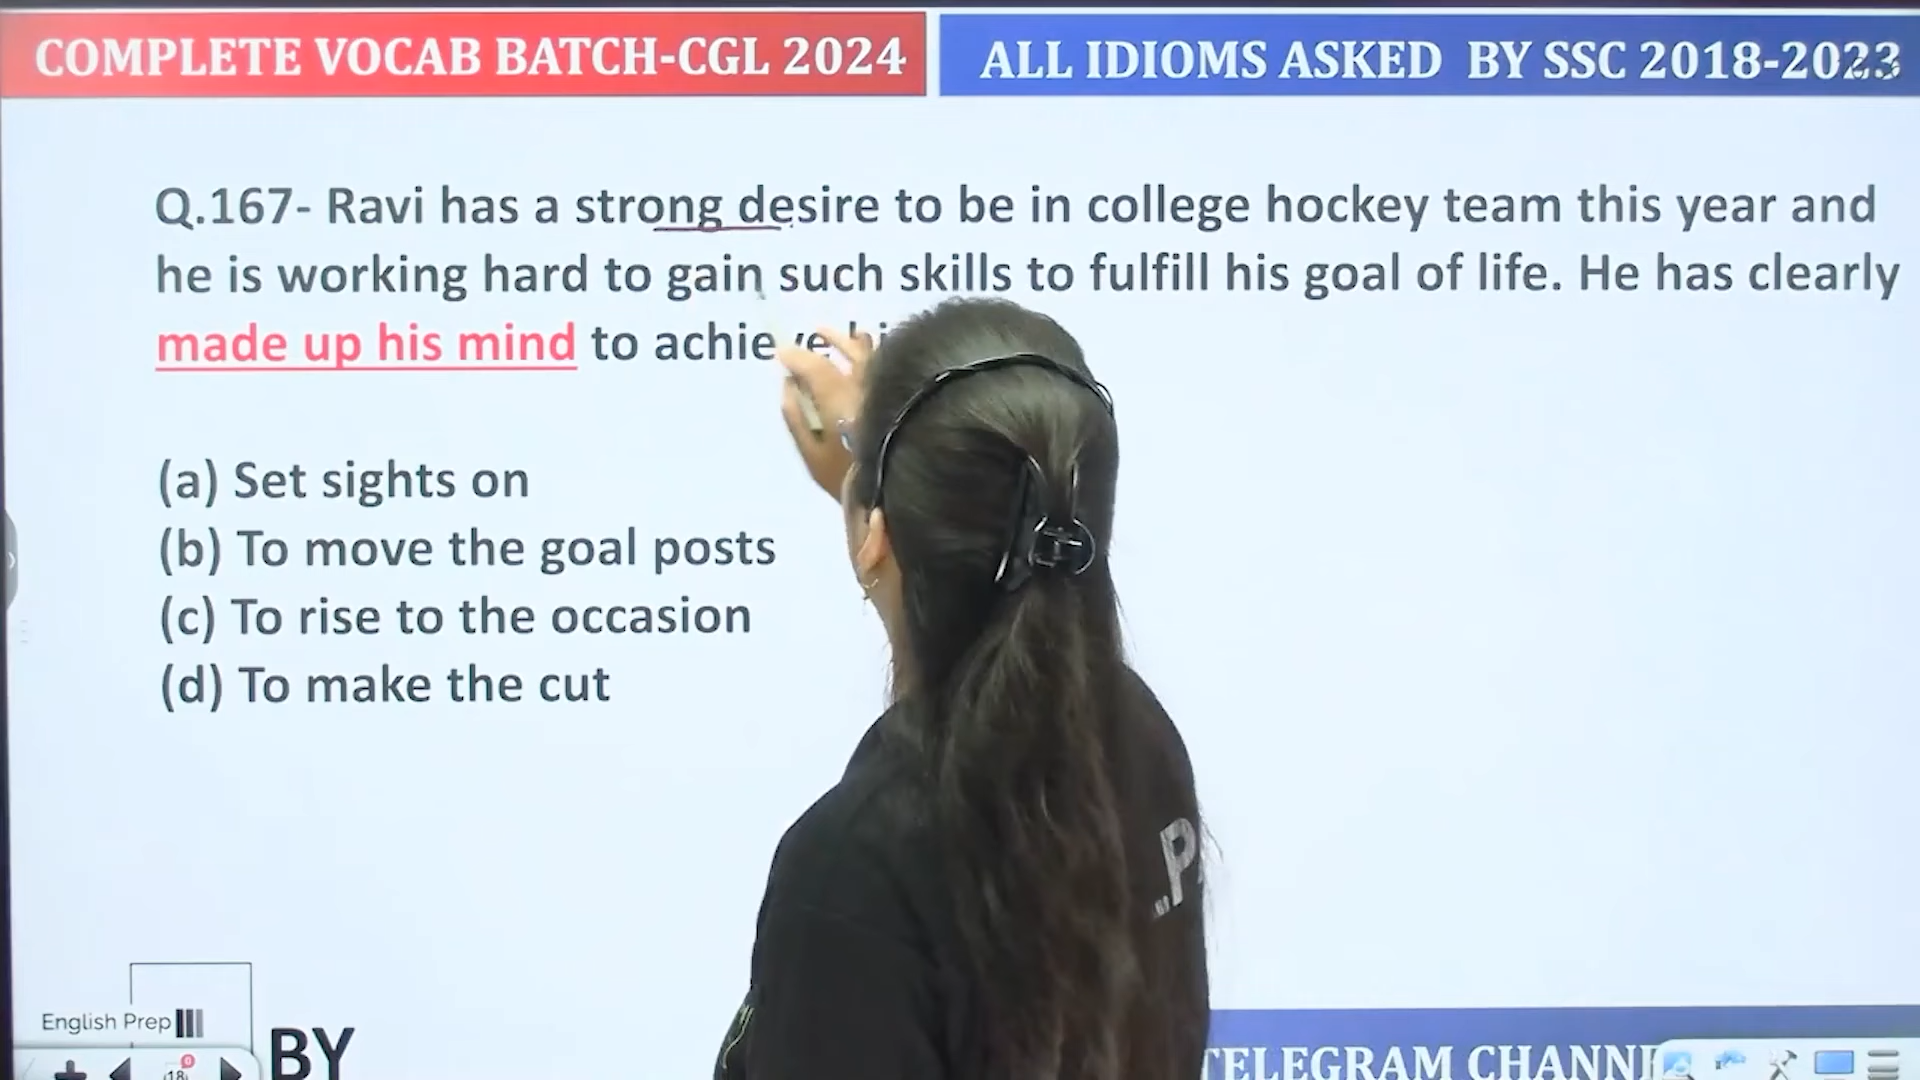 COMPLETE VOCAB BATCH-CGL 2024
ALL IDIOMS ASKED BY SSC 2018-2023
Q.167- Ravi has a strong desire to be in college hockey team this year and
he is working hard to gain such skills to fulfill his goal of life. He has clearly
made up his mind to achieve
(a) Set sights on
(b) To move the goal posts
(c) To rise to the occasion
(d) To make the cut
English Prep
BY
TELEGRAM
18